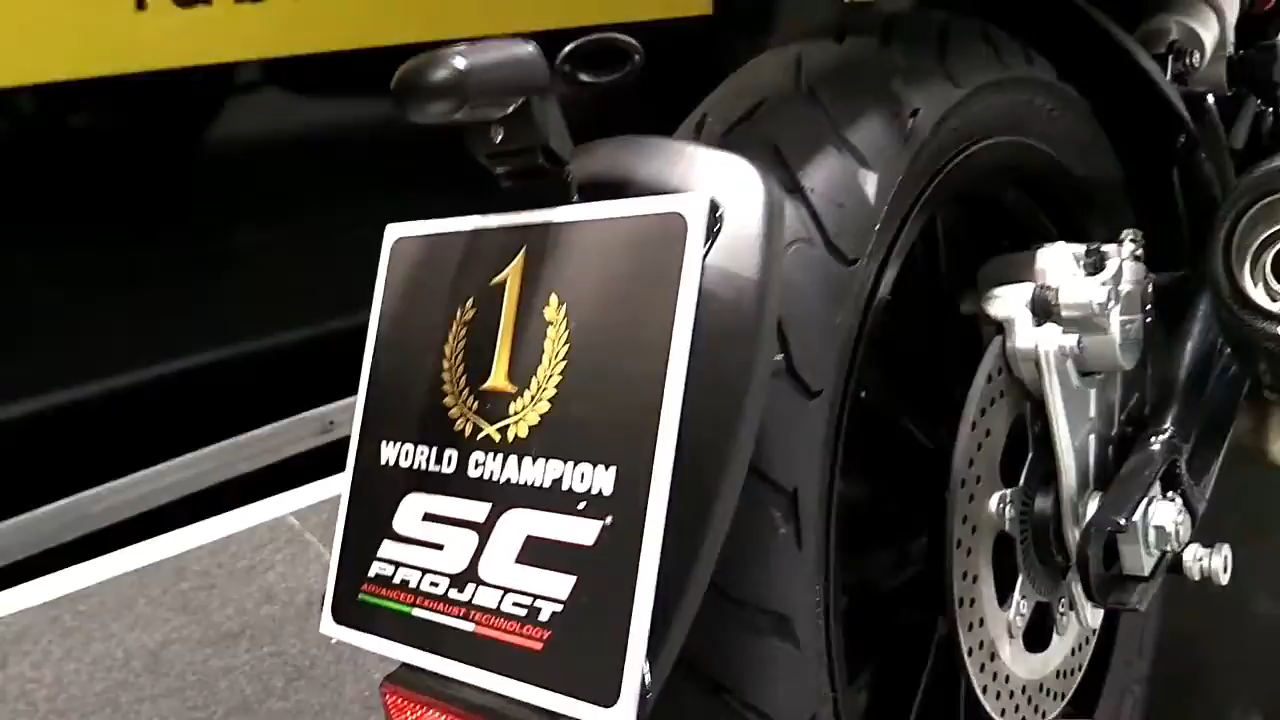 1
WORLD CHAMPION
SC
PROJECT
ADVANCED EXHAUST TECHNOLOGY